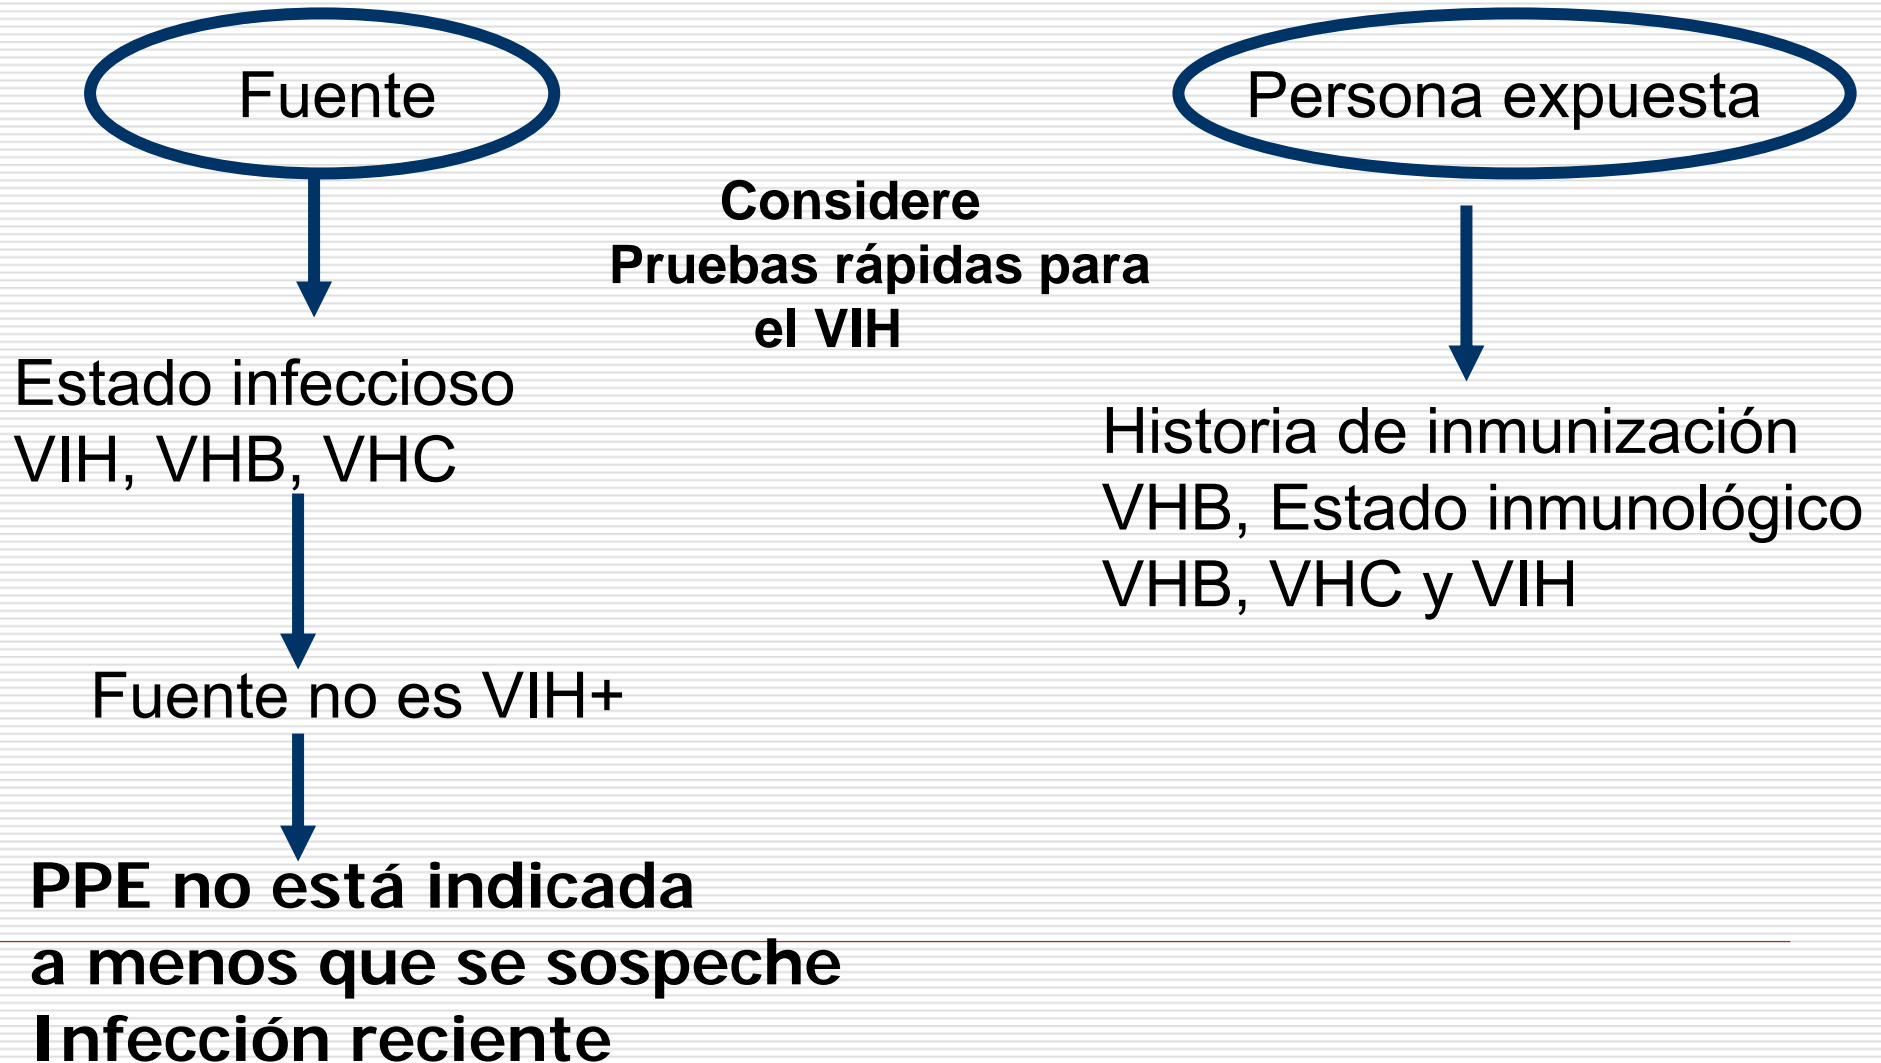 Fuente
Persona expuesta
Considere
Pruebas rápidas para
el VIH
Estado infeccioso
VIH, VHB, VHC
Historia de inmunización
VHB, Estado inmunológico
VHB, VHC y VIH
Fuente no es VIH+
PPE no está indicada
a menos que se sospeche
Infección reciente